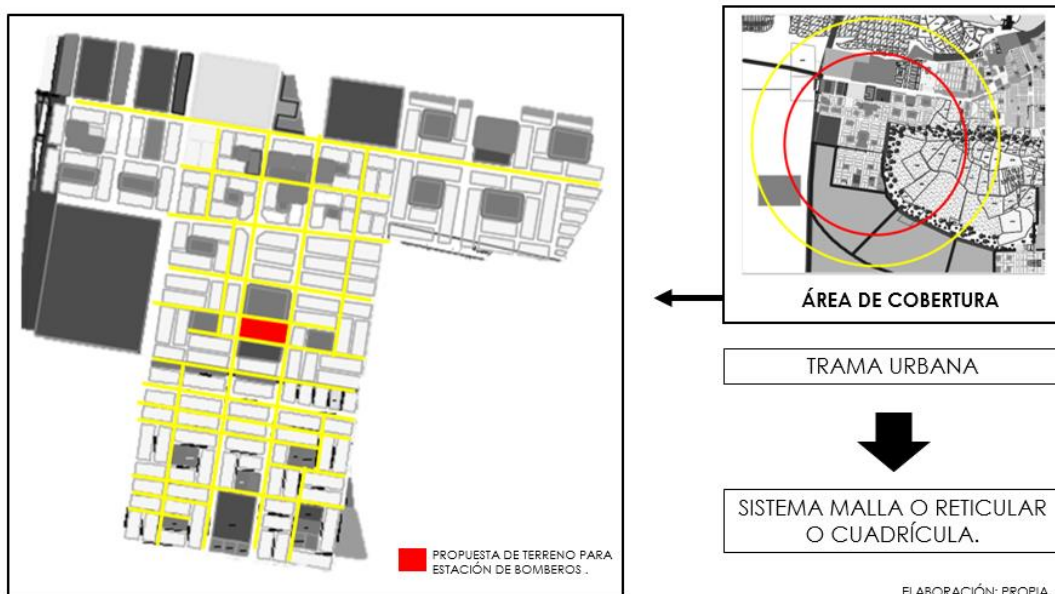 PROPUESTA DE TERRENO PARA
ESTACIÓN DE BOMBEROS .
ÁREA DE COBERTURA
TRAMA URBANA
SISTEMA MALLA O RETICULAR
O CUADRÍCULA.
ELABORACIÓN: PROPIA